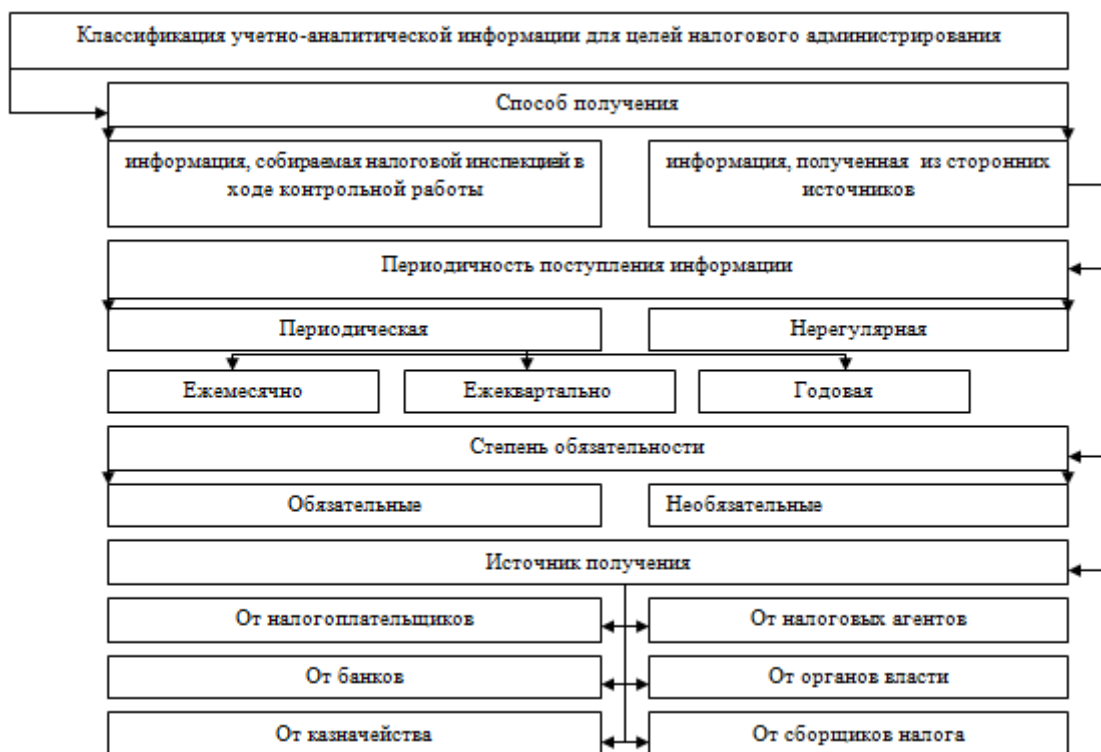 Классификация учетно-аналитической информации для целей налогового администрирования
Способ получения
информация, собираемая налоговой инспекцией в
ходе контрольной работы
информация, полученная из сторонних
источников
Периодичность поступления информации
Периодическая
Нерегулярная
Ежемесячно
Ежеквартально
Годовая
Степень обязательности
Обязательные
Необязательные
Источник получения
От налогоплательщиков
От налоговых агентов
От банков
От органов власти
От казначейства
От сборщиков налога